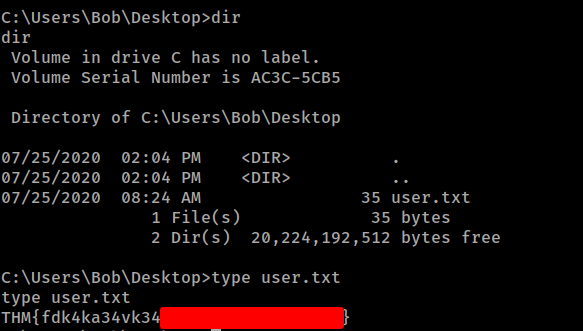 C:\Users\Bob\Desktop>dir
dir
 Volume in drive C has no label.
 Volume Serial Number is AC3C-5CB5

 Directory of C:\Users\Bob\Desktop

07/25/2020  02:04 PM    <DIR>          .
07/25/2020  02:04 PM    <DIR>          ..
07/25/2020  08:24 AM                35 user.txt
               1 File(s)             35 bytes
               2 Dir(s)  20,224,192,512 bytes free

C:\Users\Bob\Desktop>type user.txt
type user.txt
THM{fdk4ka34vk34}